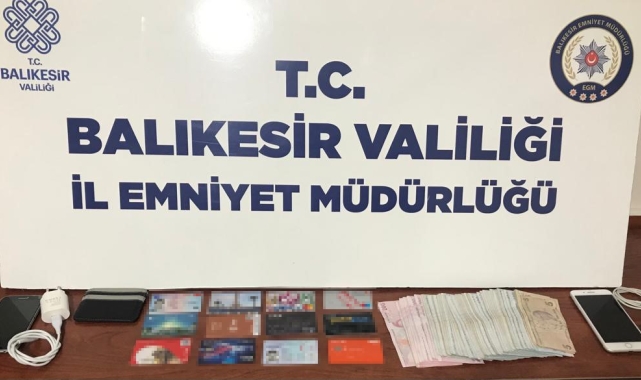 T.C.
BALIKESİR
VALİLİĞİ
BALIKESİR EMNİYET MÜDÜRLÜĞÜ
EGM
T.C.
BALIKESİR VALİLİĞİ
İL EMNİYET MÜDÜRLÜĞÜ